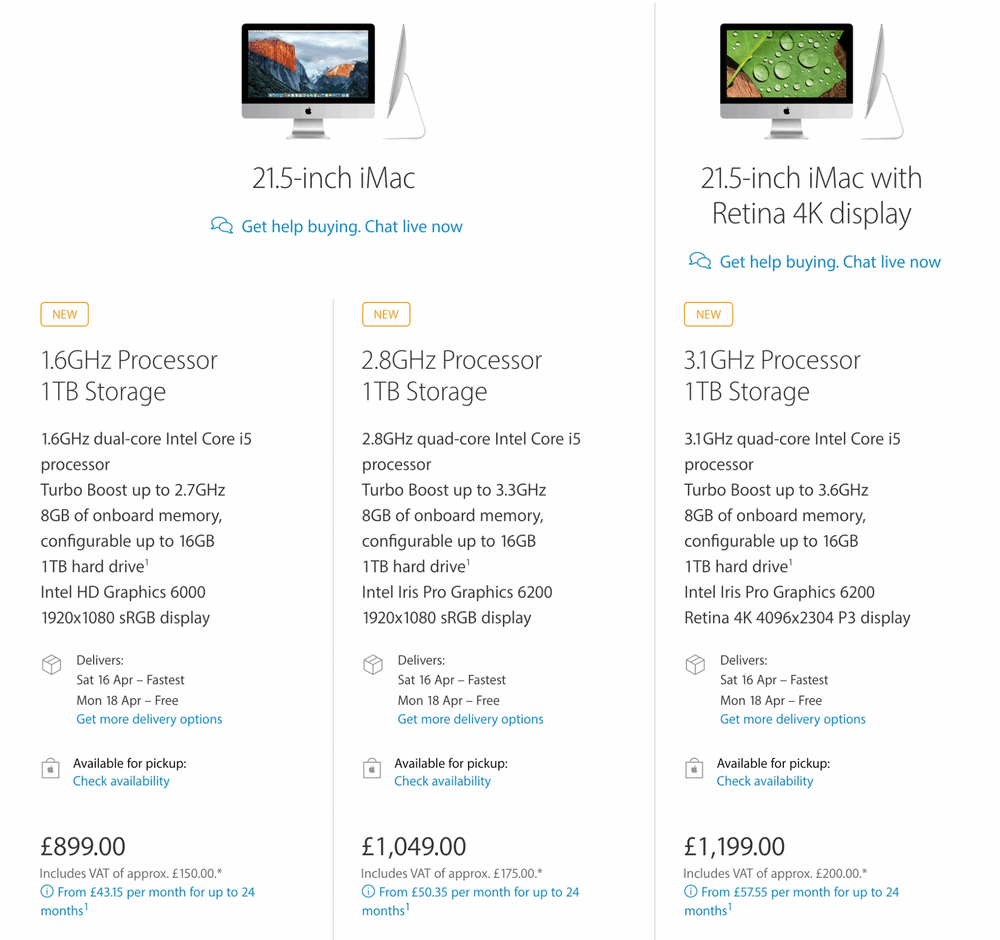 21.5-inch iMac
Get help buying. Chat live now
NEW
1.6GHz Processor
1TB Storage
1.6GHz dual-core Intel Core i5
processor
Turbo Boost up to 2.7GHz
8GB of onboard memory,
configurable up to 16GB
1TB hard drive1
Intel HD Graphics 6000
1920x1080 sRGB display
Delivers:
Sat 16 Apr – Fastest
Mon 18 Apr – Free
Get more delivery options
Available for pickup:
Check availability
£899.00
Includes VAT of approx. £150.00.*
From £43.15 per month for up to 24
months1
NEW
2.8GHz Processor
1TB Storage
2.8GHz quad-core Intel Core i5
processor
Turbo Boost up to 3.3GHz
8GB of onboard memory,
configurable up to 16GB
1TB hard drive1
Intel Iris Pro Graphics 6200
1920x1080 sRGB display
Delivers:
Sat 16 Apr – Fastest
Mon 18 Apr – Free
Get more delivery options
Available for pickup:
Check availability
£1,049.00
Includes VAT of approx. £175.00.*
From £50.35 per month for up to 24
months1
21.5-inch iMac with
Retina 4K display
Get help buying. Chat live now
NEW
3.1GHz Processor
1TB Storage
3.1GHz quad-core Intel Core i5
processor
Turbo Boost up to 3.6GHz
8GB of onboard memory,
configurable up to 16GB
1TB hard drive1
Intel Iris Pro Graphics 6200
Retina 4K 4096x2304 P3 display
Delivers:
Sat 16 Apr – Fastest
Mon 18 Apr – Free
Get more delivery options
Available for pickup:
Check availability
£1,199.00
Includes VAT of approx. £200.00.*
From £57.55 per month for up to 24
months1